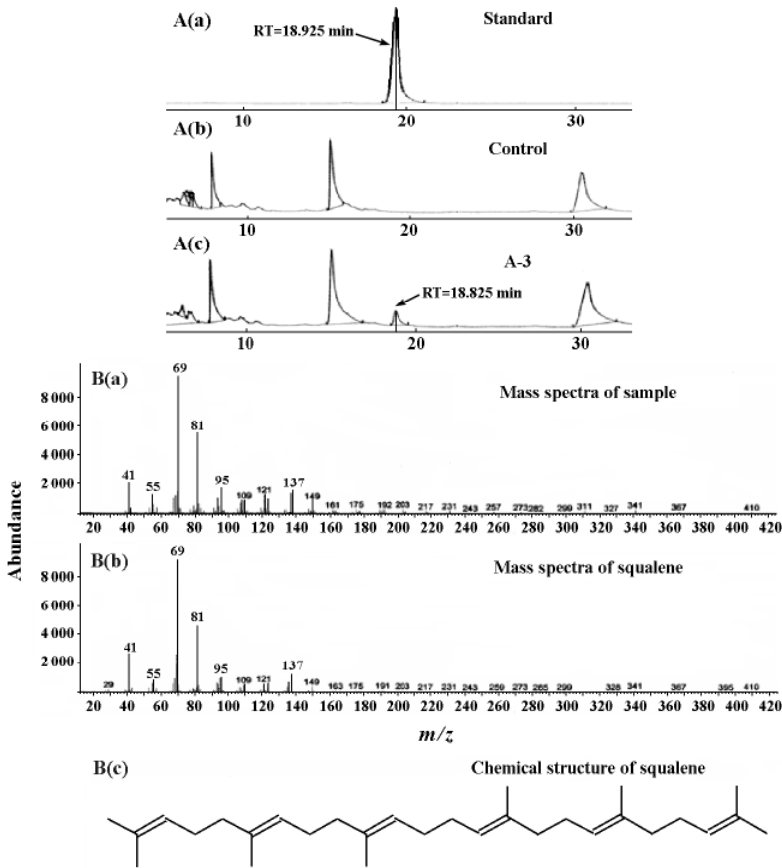 A(a) Standard
RT=18.925 min
10 20 30
A(b) Control
10 20 30
A(c) A-3
RT=18.825 min
10 20 30
B(a) Mass spectra of sample
Abundance
8 000
6 000
4 000
2 000
41 55 69 81 95 109 121 137 149 161 175 192 203 217 231 243 257 273 282 299 311 327 341 367 410
20 40 60 80 100 120 140 160 180 200 220 240 260 280 300 320 340 360 380 400 420
B(b) Mass spectra of squalene
8 000
6 000
4 000
2 000
29 41 55 69 81 95 109 121 137 149 163 175 191 203 217 231 243 259 273 285 299 328 341 367 395 410
20 40 60 80 100 120 140 160 180 200 220 240 260 280 300 320 340 360 380 400 420
m/z
B(c) Chemical structure of squalene